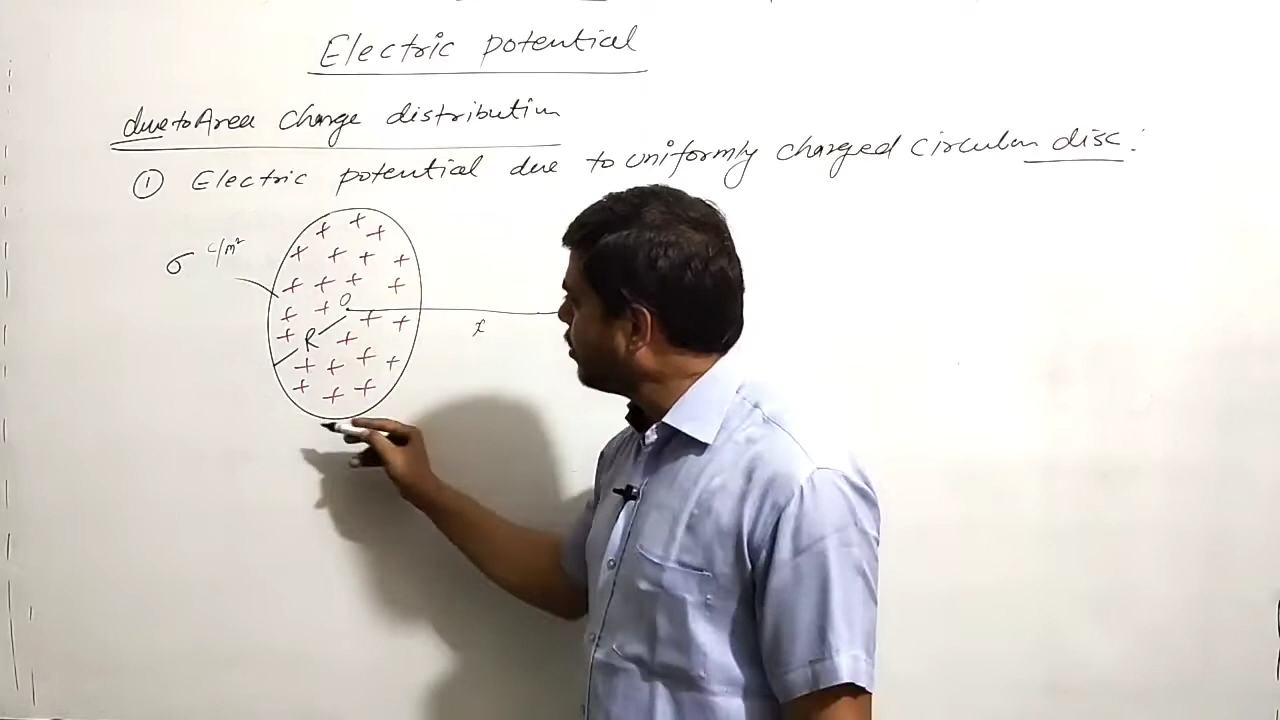 Electric potential
due to Area charge distribution
① Electric potential due to uniformly charged circular disc:
σ c/m²
O
R
x